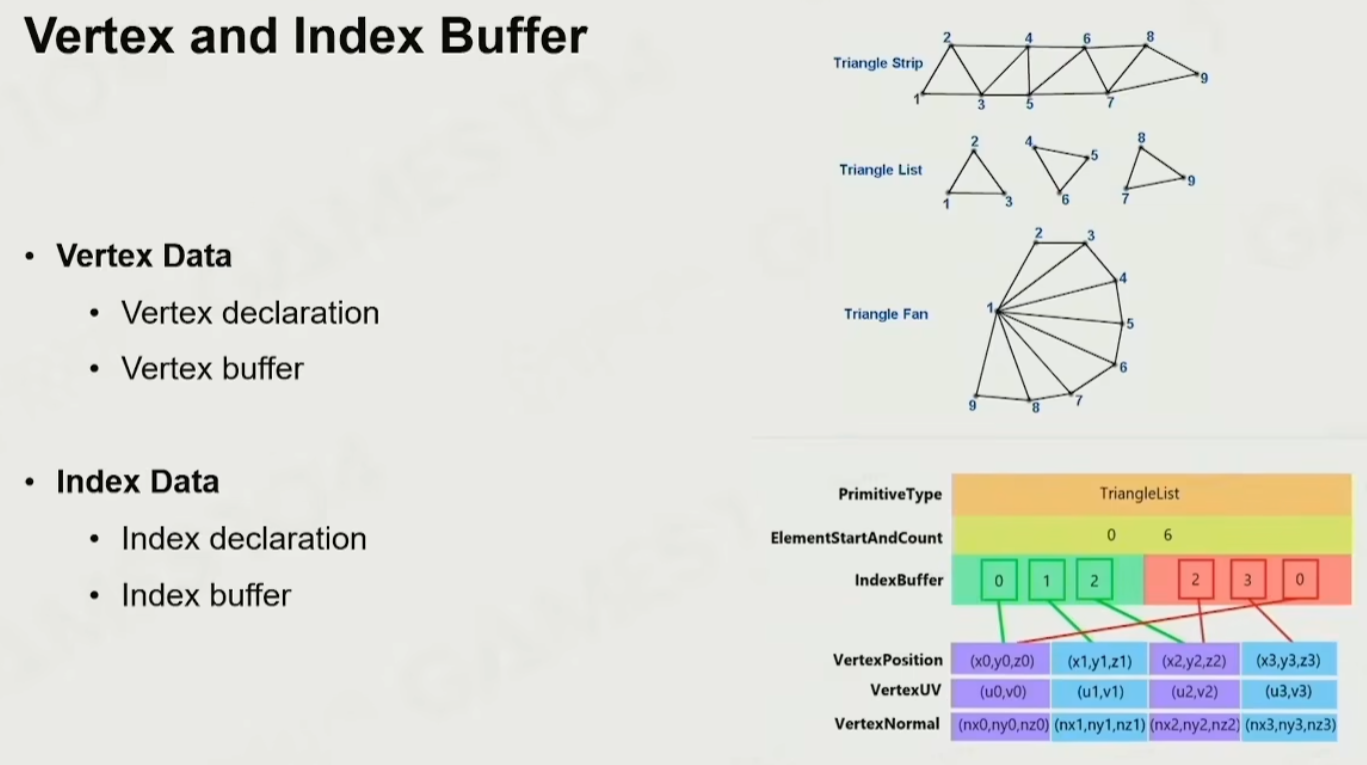 Vertex and Index Buffer
• Vertex Data
• Vertex declaration
• Vertex buffer
• Index Data
• Index declaration
• Index buffer
Triangle Strip
2 4 6 8
1 3 5 7 9
Triangle List
2 4 5 8
1 3 6 7 9
Triangle Fan
2 3
4
1
5
6
9 8 7
PrimitiveType TriangleList
ElementStartAndCount 0 6
IndexBuffer 0 1 2 2 3 0
VertexPosition (x0,y0,z0) (x1,y1,z1) (x2,y2,z2) (x3,y3,z3)
VertexUV (u0,v0) (u1,v1) (u2,v2) (u3,v3)
VertexNormal (nx0,ny0,nz0) (nx1,ny1,nz1) (nx2,ny2,nz2) (nx3,ny3,nz3)
GAMES104